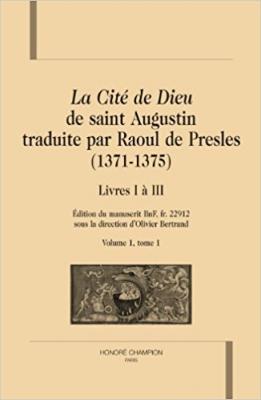 La Cité de Dieu
de saint Augustin
traduite par Raoul de Presles
(1371-1375)
Livres I à III
Édition du manuscrit BnF, fr. 22912
sous la direction d'Olivier Bertrand
Volume I, tome 1
HONORÉ CHAMPION
PARIS